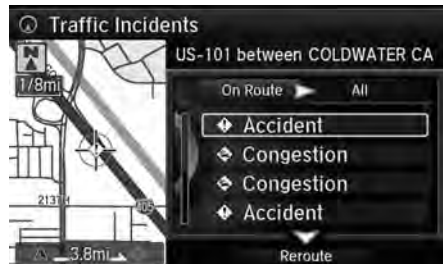 Traffic Incidents
US-101 between COLDWATER CA
N
1/8mi
On Route
All
Accident
Congestion
Congestion
Accident
105
3.8mi
Reroute